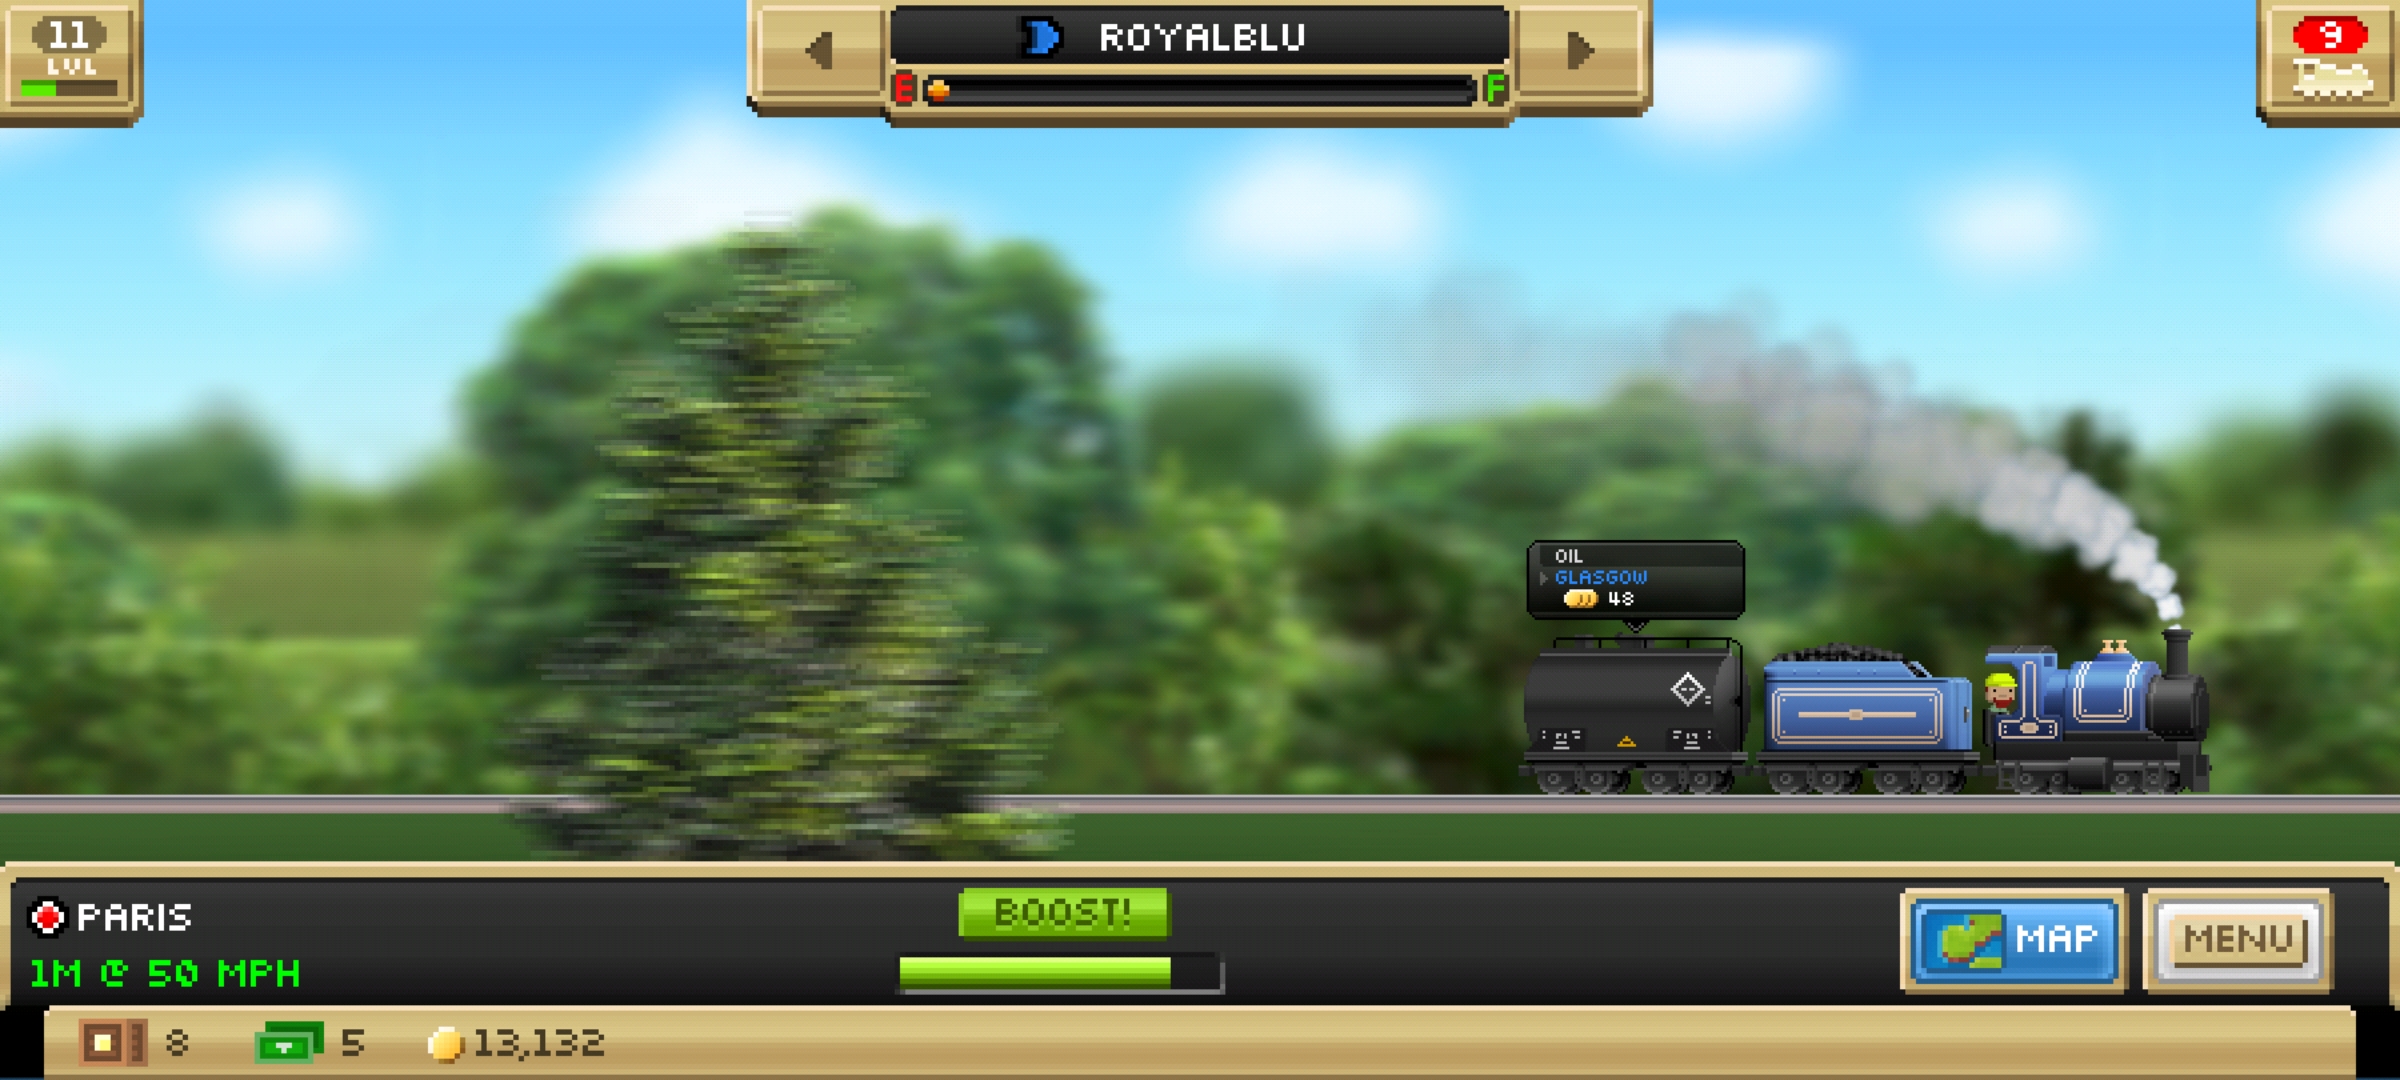 11
LVL
ROYALBLU
E F
9
OIL
GLASGOW
48
PARIS
BOOST!
1M @ 50 MPH
MAP
MENU
8
5
13,132